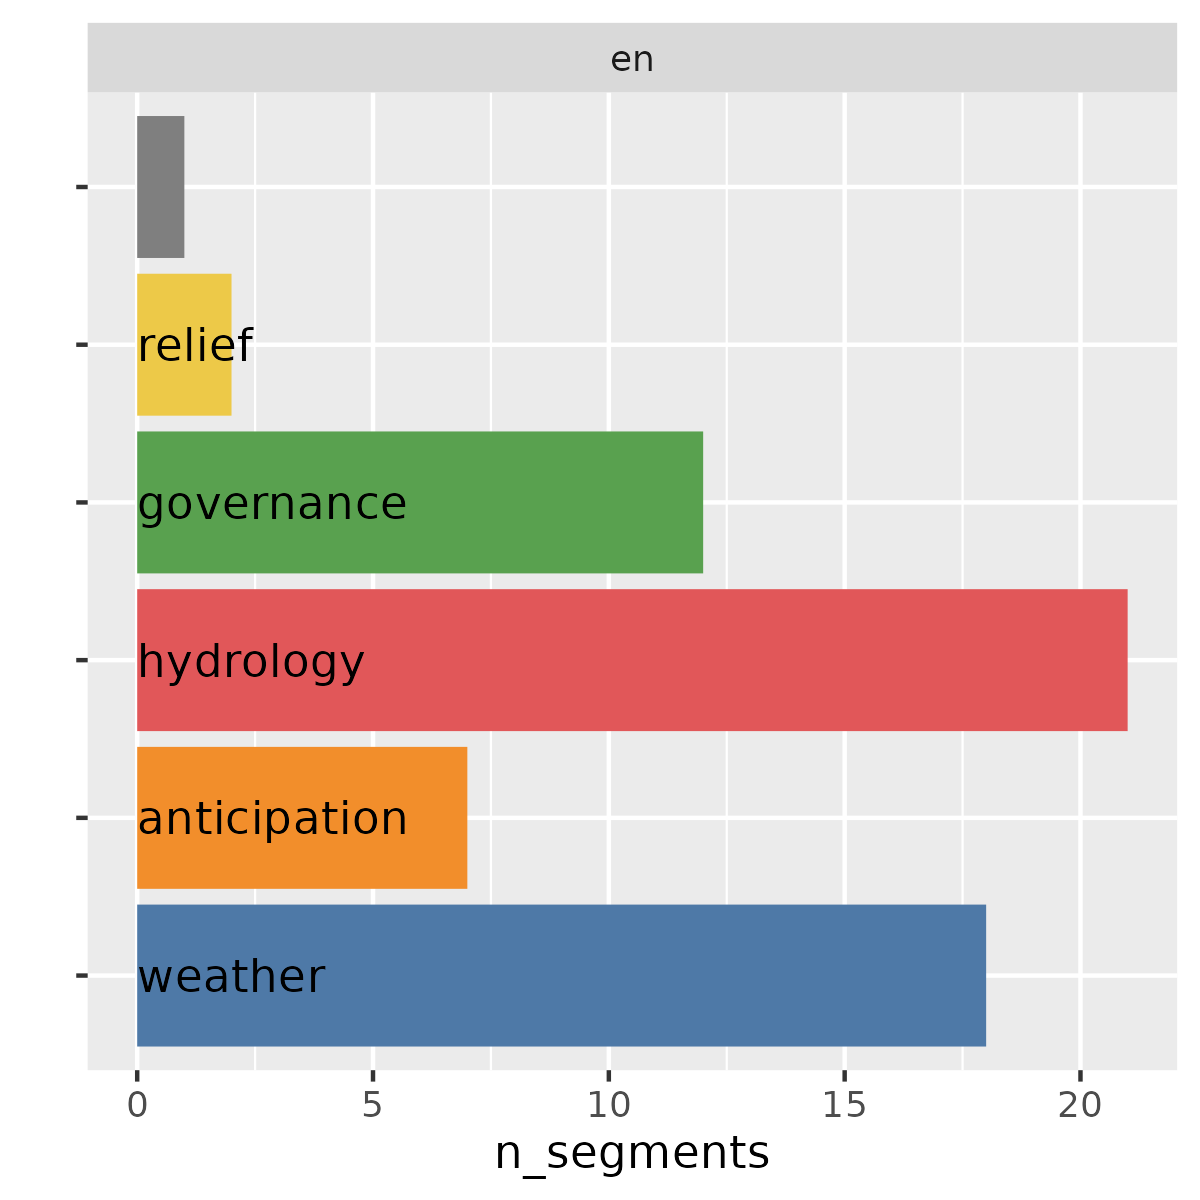 en
relief
governance
hydrology
anticipation
weather
0 5 10 15 20
n_segments